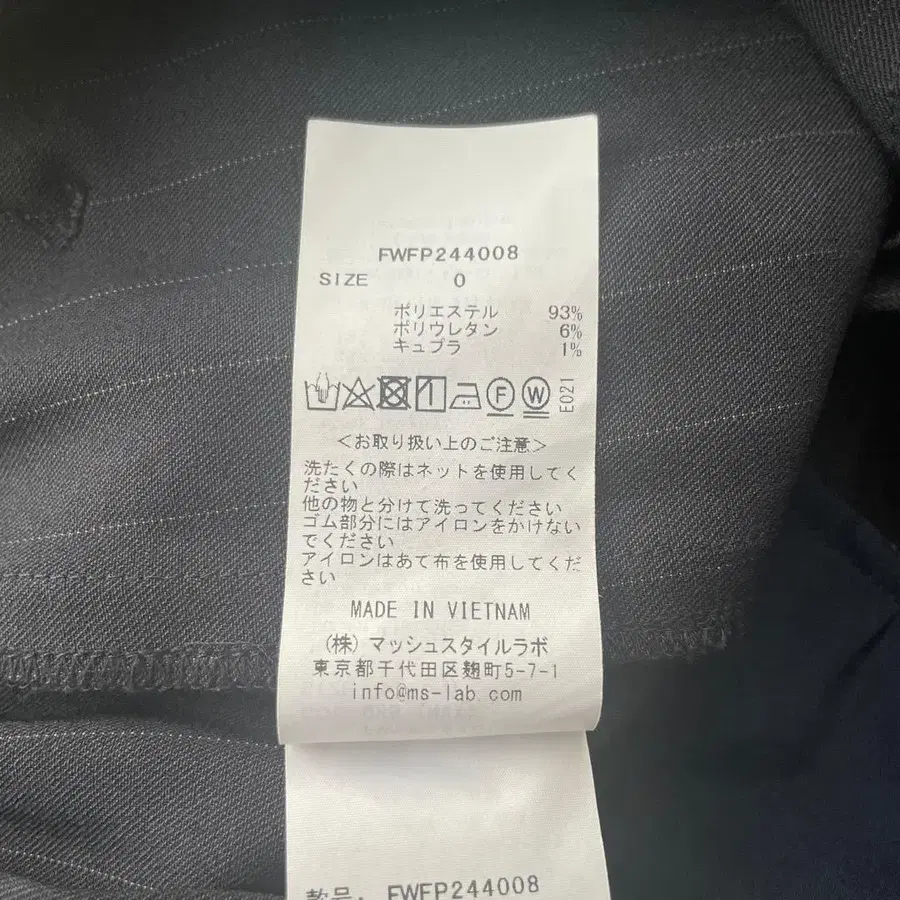 FWFP244008
SIZE 0
ポリエステル 93%
ポリウレタン 6%
キュプラ 1%
F W E021
<お取り扱い上のご注意>
洗たくの際はネットを使用してく
ださい
他の物と分けて洗ってください
ゴム部分にはアイロンをかけない
でください
アイロンはあて布を使用してくだ
さい
MADE IN VIETNAM
(株) マッシュスタイルラボ
東京都千代田区麹町5-7-1
info@ms-lab.com
款号: FWFP244008